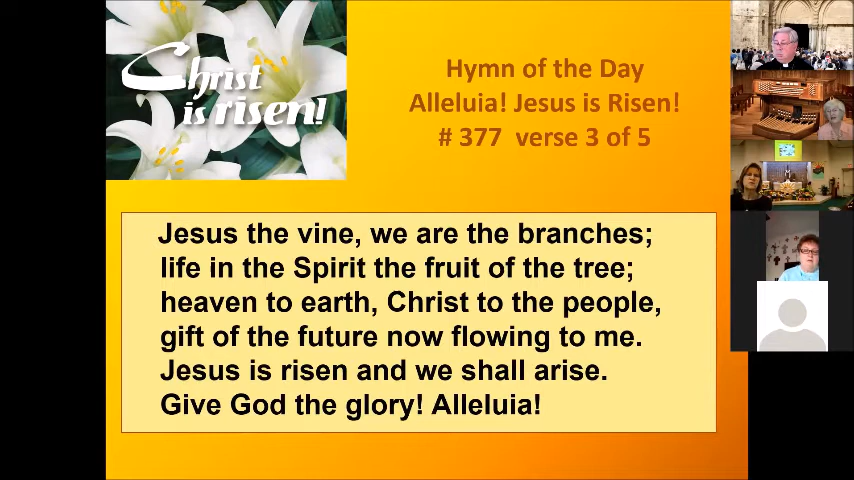 Christ
is risen!
Hymn of the Day
Alleluia! Jesus is Risen!
# 377 verse 3 of 5
Jesus the vine, we are the branches;
life in the Spirit the fruit of the tree;
heaven to earth, Christ to the people,
gift of the future now flowing to me.
Jesus is risen and we shall arise.
Give God the glory! Alleluia!